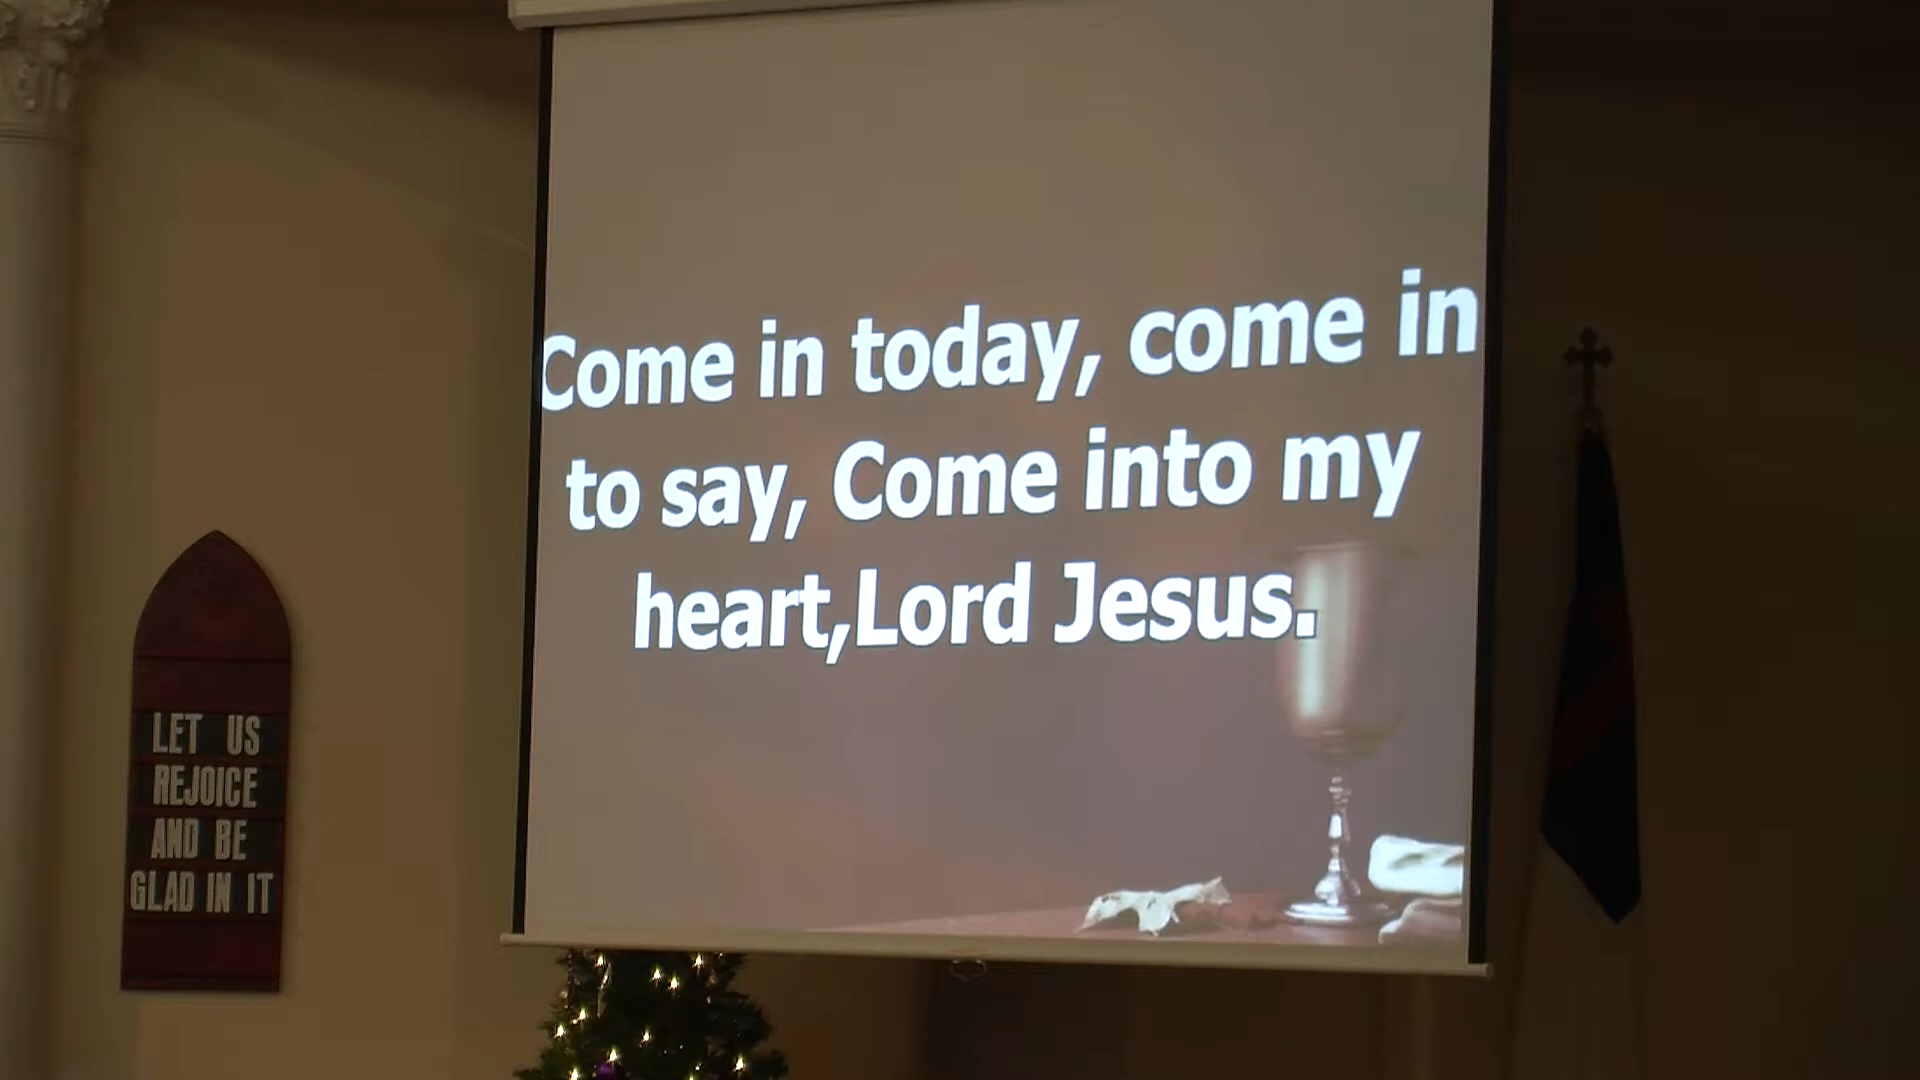 Come in today, come in
to say, Come into my
heart,Lord Jesus.
LET US
REJOICE
AND BE
GLAD IN IT